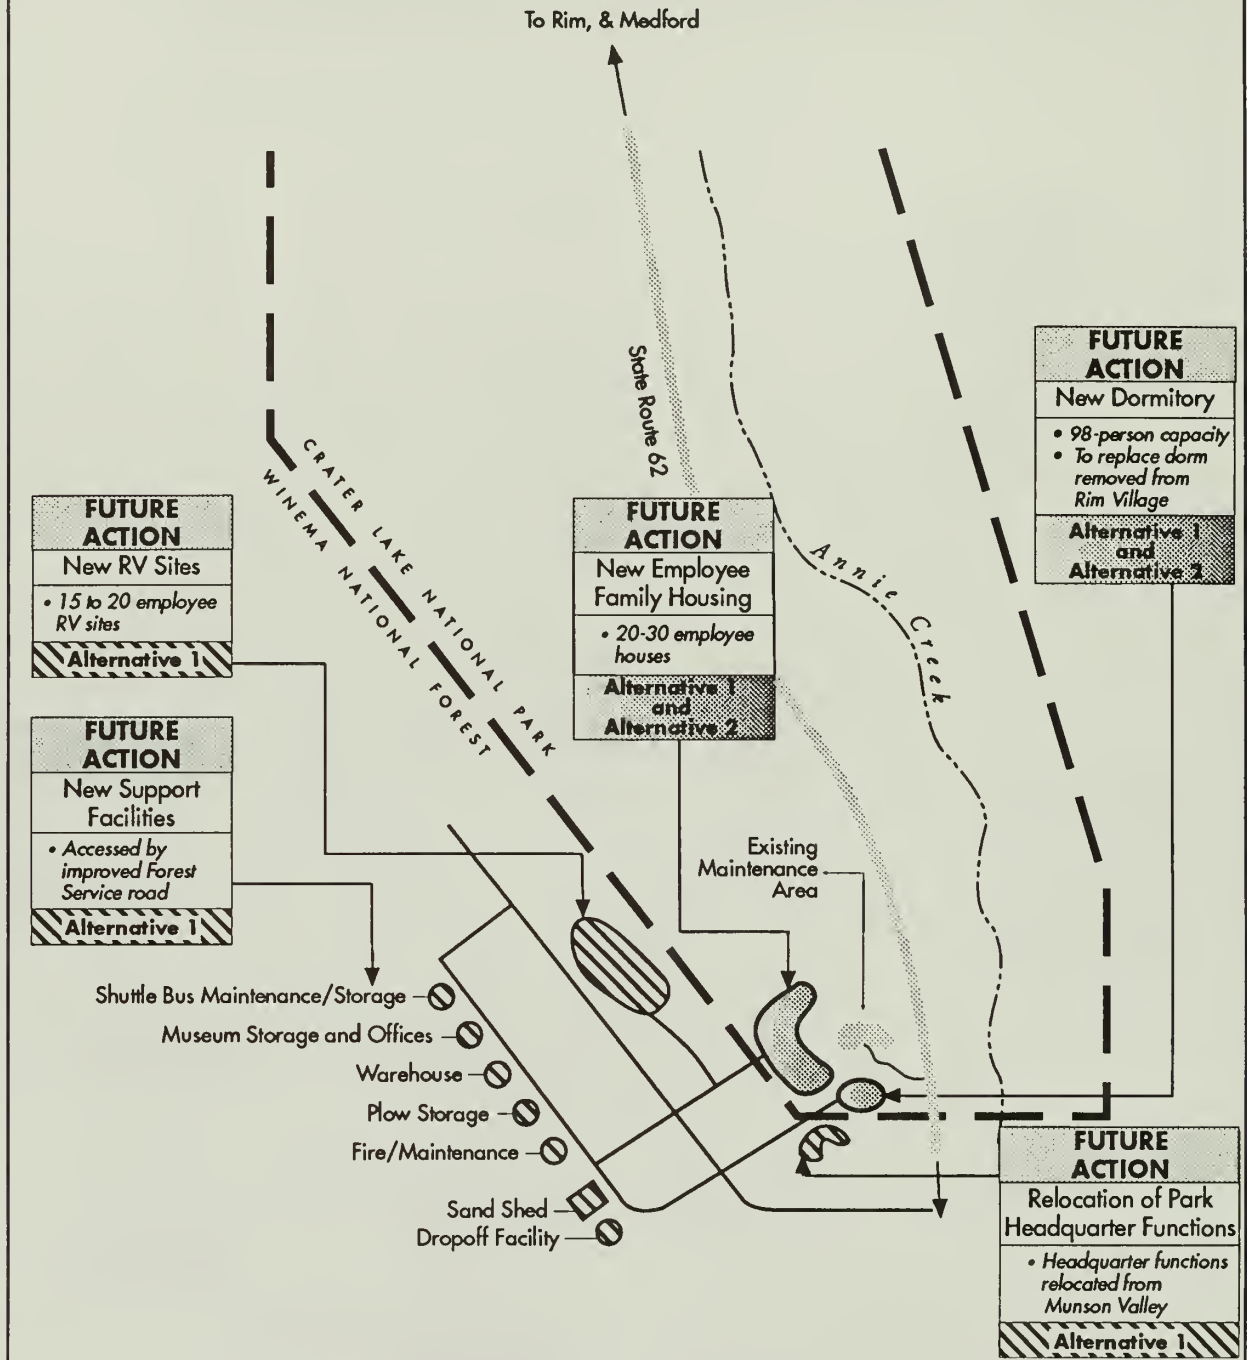 To Rim, & Medford
State Route 62
CRATER LAKE NATIONAL PARK
WINEMA NATIONAL FOREST
Annie Creek
FUTURE
ACTION
New Dormitory
• 98-person capacity
• To replace dorm
removed from
Rim Village
Alternative 1
and
Alternative 2
FUTURE
ACTION
New RV Sites
• 15 to 20 employee
RV sites
Alternative 1
FUTURE
ACTION
New Employee
Family Housing
• 20-30 employee
houses
Alternative 1
and
Alternative 2
FUTURE
ACTION
New Support
Facilities
• Accessed by
improved Forest
Service road
Alternative 1
Existing
Maintenance
Area
Shuttle Bus Maintenance/Storage
Museum Storage and Offices
Warehouse
Plow Storage
Fire/Maintenance
Sand Shed
Dropoff Facility
FUTURE
ACTION
Relocation of Park
Headquarter Functions
• Headquarter functions
relocated from
Munson Valley
Alternative 1